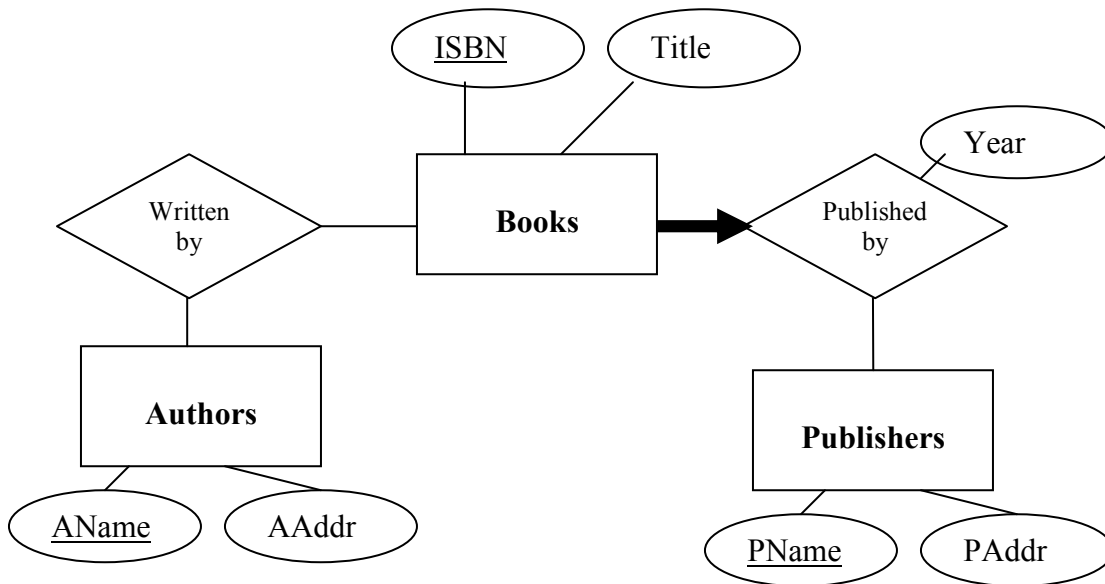 ISBN
Title
Year
Written
by
Books
Published
by
Authors
Publishers
AName
AAddr
PName
PAddr